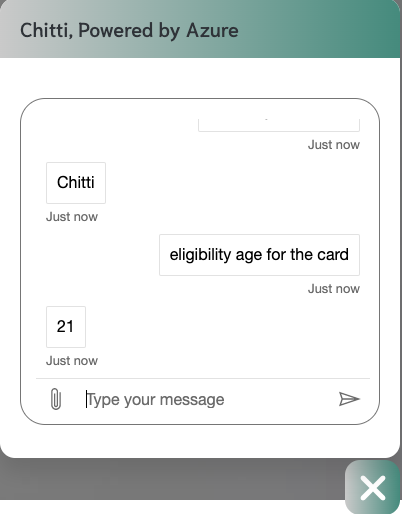 Chitti, Powered by Azure
Just now
Chitti
Just now
eligibility age for the card
Just now
21
Just now
Type your message